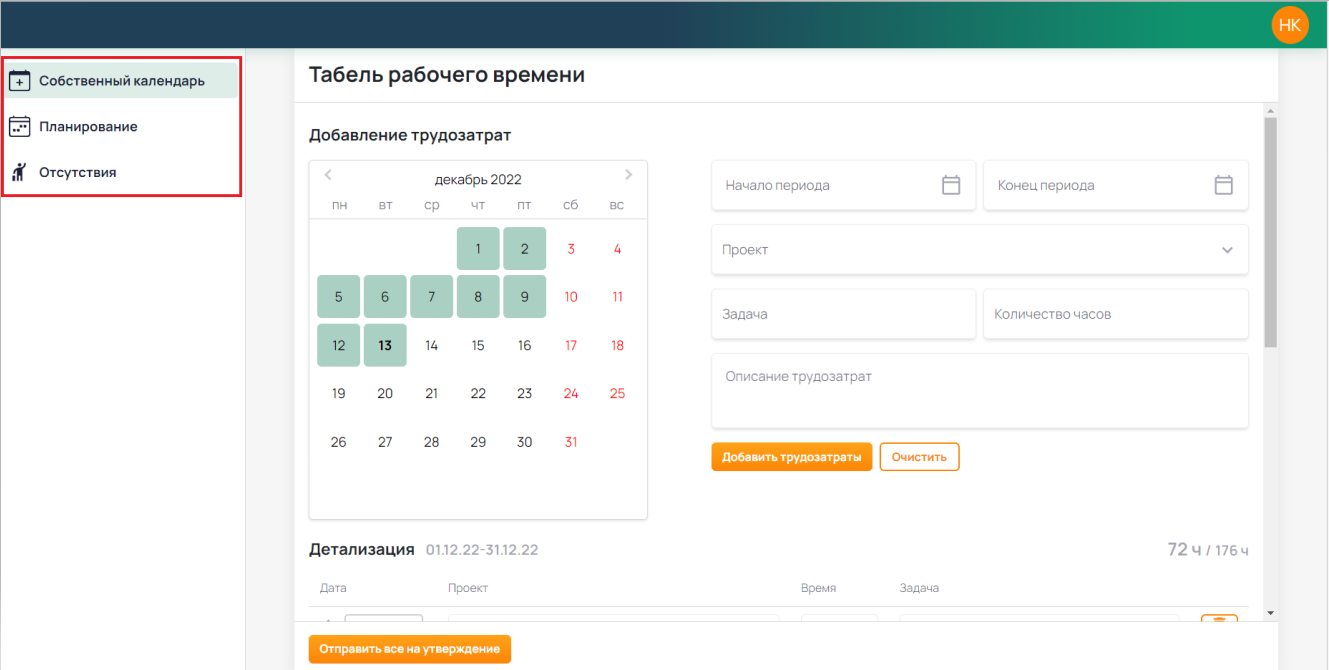 НК
Собственный календарь
Планирование
Отсутствия
Табель рабочего времени
Добавление трудозатрат
декабрь 2022
пн вт ср чт пт сб вс
1 2 3 4
5 6 7 8 9 10 11
12 13 14 15 16 17 18
19 20 21 22 23 24 25
26 27 28 29 30 31
Начало периода Конец периода
Проект
Задача Количество часов
Описание трудозатрат
Добавить трудозатраты Очистить
Детализация 01.12.22-31.12.22 72 ч / 176 ч
Дата Проект Время Задача
Отправить все на утверждение